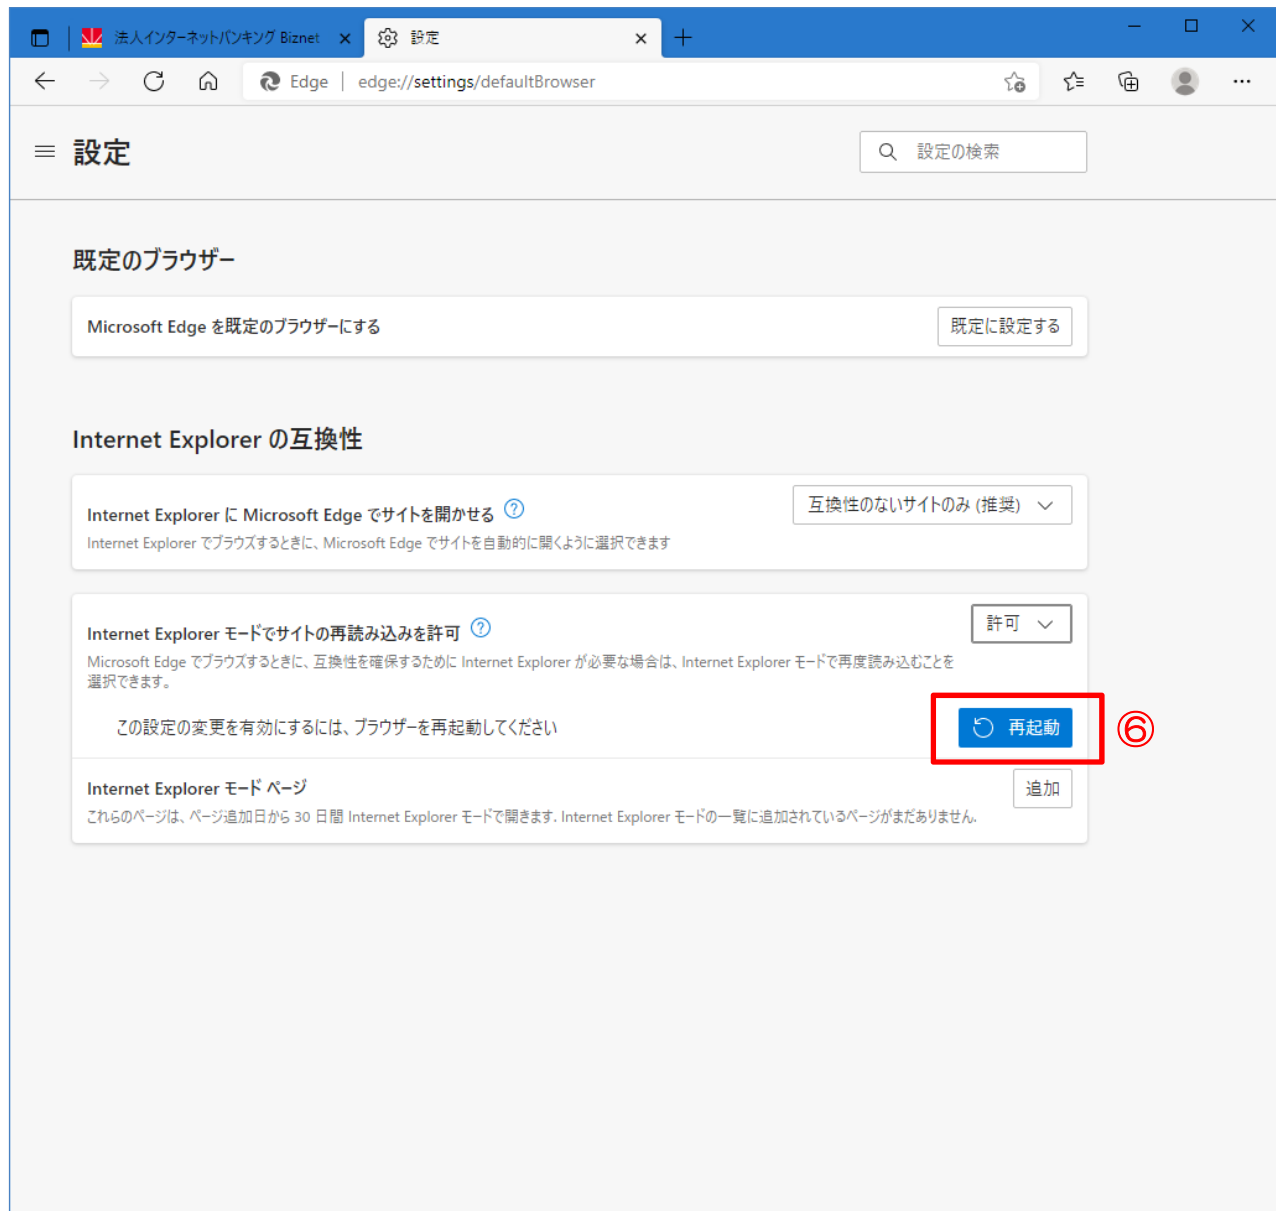 法人インターネットバンキング Biznet
設定
Edge | edge://settings/defaultBrowser
設定
設定の検索
既定のブラウザー
Microsoft Edge を既定のブラウザーにする
既定に設定する
Internet Explorer の互換性
Internet Explorer に Microsoft Edge でサイトを開かせる
互換性のないサイトのみ (推奨)
Internet Explorer でブラウズするときに、Microsoft Edge でサイトを自動的に開くように選択できます
Internet Explorer モードでサイトの再読み込みを許可
許可
Microsoft Edge でブラウズするときに、互換性を確保するために Internet Explorer が必要な場合は、Internet Explorer モードで再度読み込むことを
選択できます。
この設定の変更を有効にするには、ブラウザーを再起動してください
再起動
⑥
Internet Explorer モード ページ
追加
これらのページは、ページ追加日から 30 日間 Internet Explorer モードで開きます. Internet Explorer モードの一覧に追加されているページがまだありません.